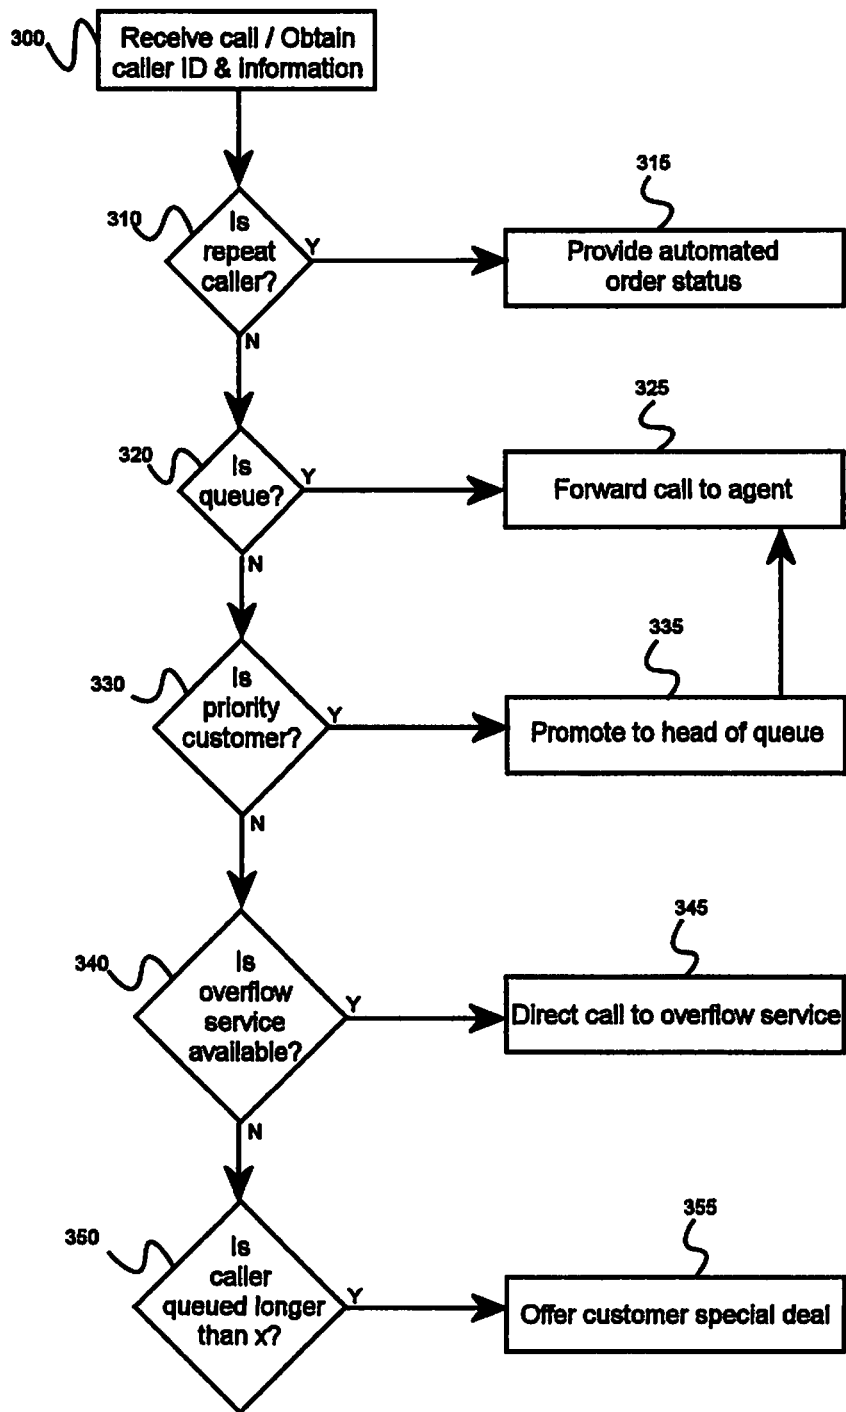 300
Receive call / Obtain
caller ID & information
310
Is
repeat
caller?
Y
N
315
Provide automated
order status
320
Is
queue?
Y
N
325
Forward call to agent
330
Is
priority
customer?
Y
N
335
Promote to head of queue
340
Is
overflow
service
available?
Y
N
345
Direct call to overflow service
350
Is
caller
queued longer
than x?
Y
355
Offer customer special deal